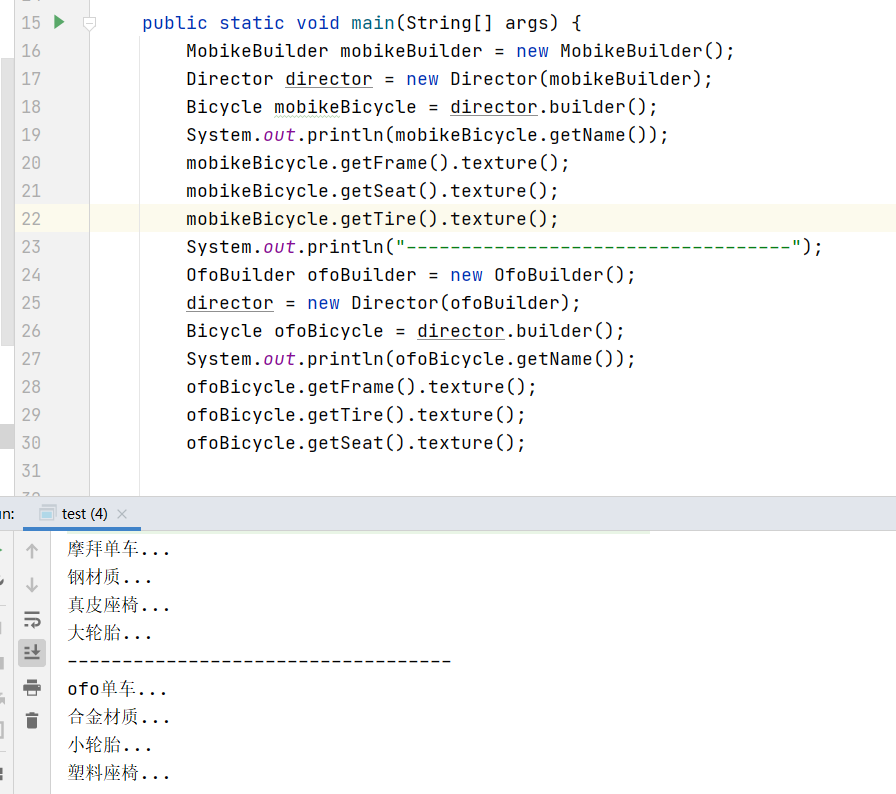 15 public static void main(String[] args) {
16 MobikeBuilder mobikeBuilder = new MobikeBuilder();
17 Director director = new Director(mobikeBuilder);
18 Bicycle mobikeBicycle = director.builder();
19 System.out.println(mobikeBicycle.getName());
20 mobikeBicycle.getFrame().texture();
21 mobikeBicycle.getSeat().texture();
22 mobikeBicycle.getTire().texture();
23 System.out.println("-----------------------------------");
24 OfoBuilder ofoBuilder = new OfoBuilder();
25 director = new Director(ofoBuilder);
26 Bicycle ofoBicycle = director.builder();
27 System.out.println(ofoBicycle.getName());
28 ofoBicycle.getFrame().texture();
29 ofoBicycle.getTire().texture();
30 ofoBicycle.getSeat().texture();
31
test (4)
摩拜单车...
钢材质...
真皮座椅...
大轮胎...
-----------------------------------
ofo单车...
合金材质...
小轮胎...
塑料座椅...